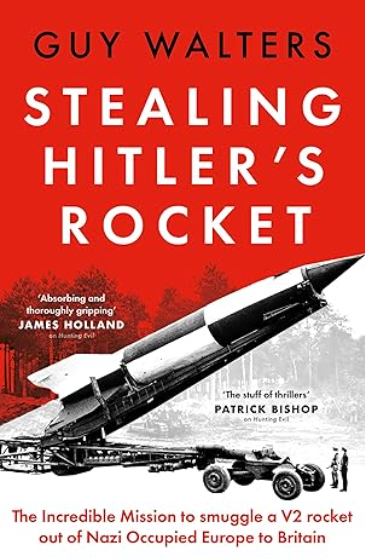 GUY WALTERS
STEALING
HITLER'S
ROCKET
'Absorbing and
thoroughly gripping'
JAMES HOLLAND
on Hunting Evil
'The stuff of thrillers'
PATRICK BISHOP
on Hunting Evil
The Incredible Mission to smuggle a V2 rocket
out of Nazi Occupied Europe to Britain